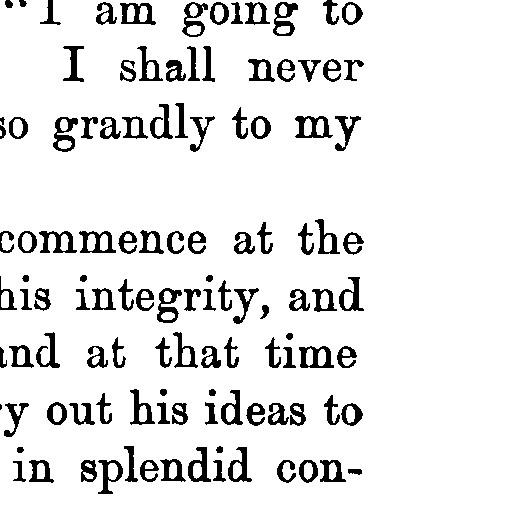 “I am going to
I shall never
so grandly to my
commence at the
his integrity, and
and at that time
out his ideas to
in splendid con-